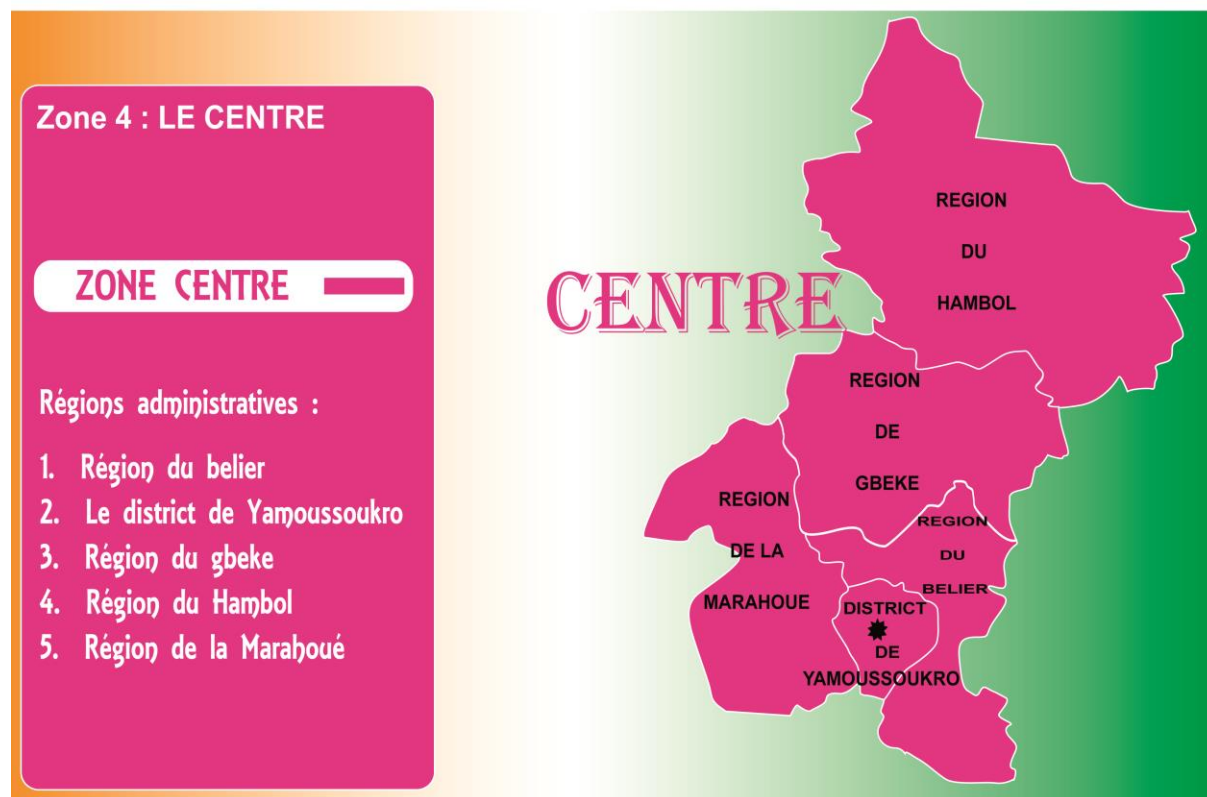 Zone 4 : LE CENTRE
ZONE CENTRE
Régions administratives :
1. Région du belier
2. Le district de Yamoussoukro
3. Région du gbeke
4. Région du Hambol
5. Région de la Marahoué
CENTRE
REGION
DU
HAMBOL
REGION
DE
GBEKE
REGION
DE LA
MARAHOUE
REGION
DU
BELIER
DISTRICT
DE
YAMOUSSOUKRO